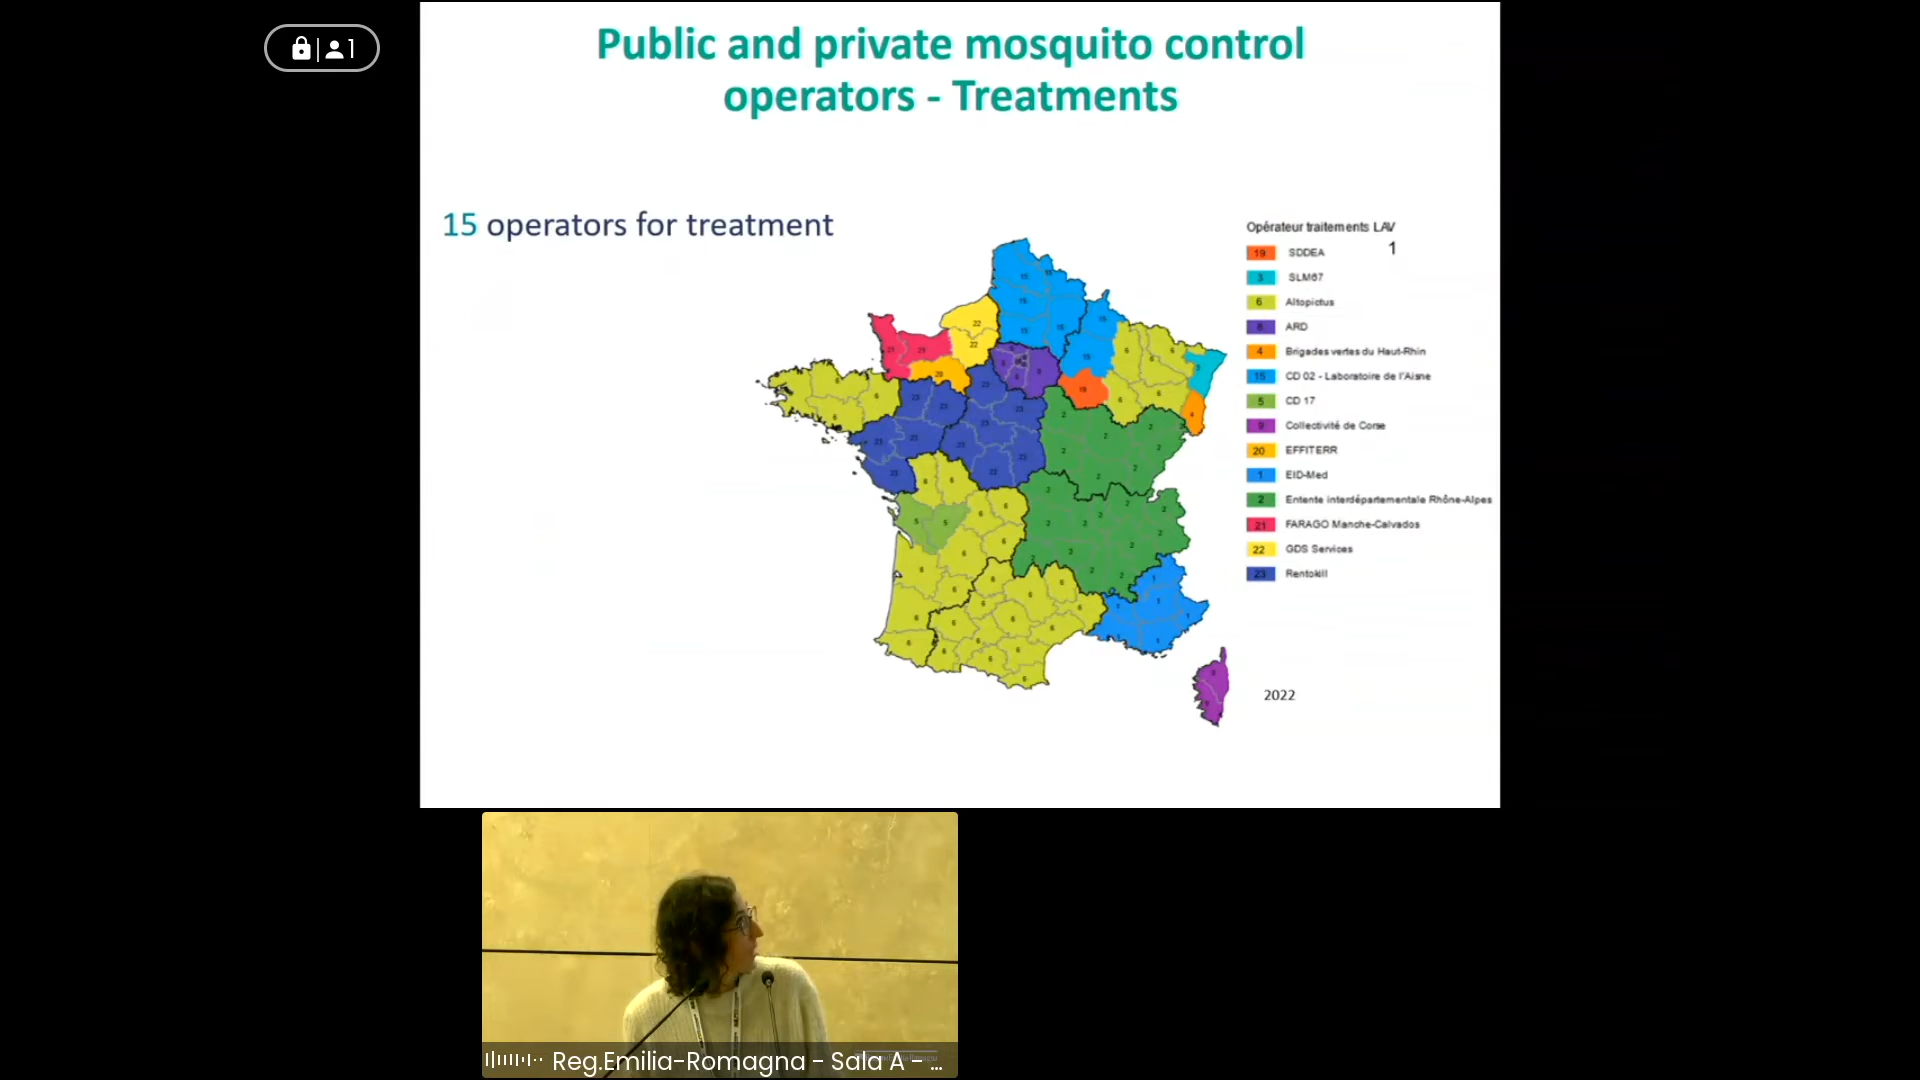 1
Public and private mosquito control
operators - Treatments
15 operators for treatment
Opérateur traitements LAV
1
19 SDDEA
3 SLM67
6 Altopictus
8 ARD
4 Brigades vertes du Haut-Rhin
15 CD 02 - Laboratoire de l'Aisne
5 CD 17
9 Collectivité de Corse
20 EFFITERR
1 EID-Med
2 Entente interdépartementale Rhône-Alpes
21 FARAGO Manche-Calvados
22 GDS Services
23 Rentokill
2022
Reg.Emilia-Romagna - Sala A - ...